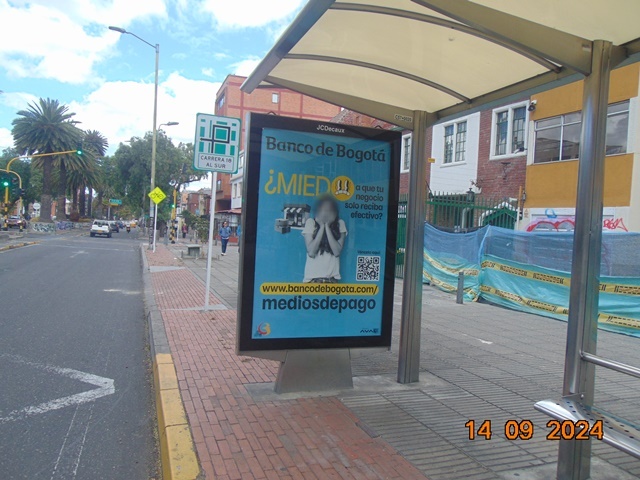 JCDecaux
Banco de Bogotá
¿MIEDO a que tu
negocio
solo reciba
efectivo?
www.bancodebogota.com/
mediosdepago
CARRERA 18
AL SUR
14 09 2024